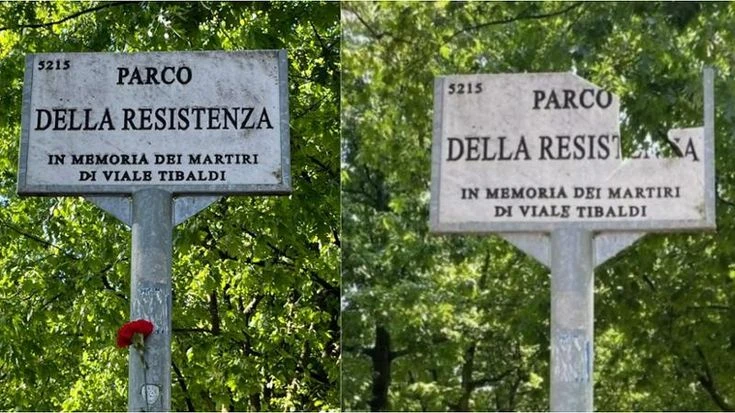 5215
PARCO
DELLA RESISTENZA
IN MEMORIA DEI MARTIRI
DI VIALE TIBALDI
5215
PARCO
DELLA RESISTENZA
IN MEMORIA DEI MARTIRI
DI VIALE TIBALDI